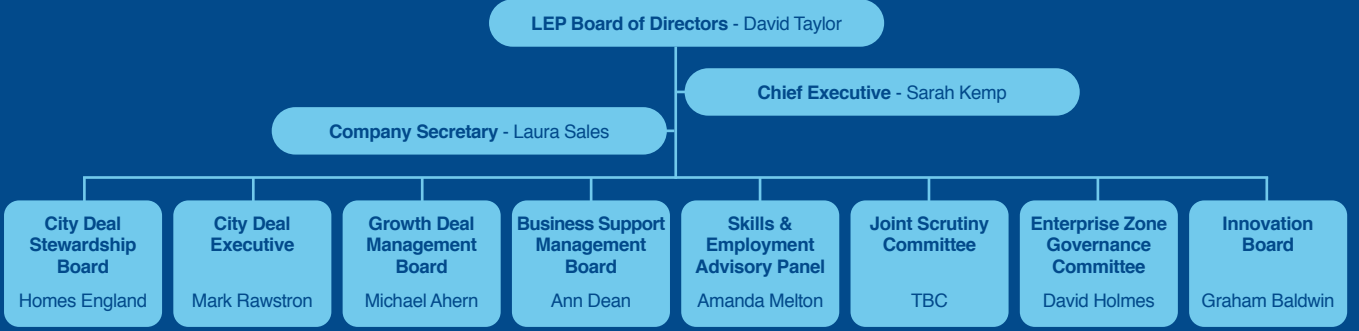 LEP Board of Directors - David Taylor
Chief Executive - Sarah Kemp
Company Secretary - Laura Sales
City Deal
Stewardship
Board
Homes England
City Deal
Executive
Mark Rawstron
Growth Deal
Management
Board
Michael Ahern
Business Support
Management
Board
Ann Dean
Skills &
Employment
Advisory Panel
Amanda Melton
Joint Scrutiny
Committee
TBC
Enterprise Zone
Governance
Committee
David Holmes
Innovation
Board
Graham Baldwin